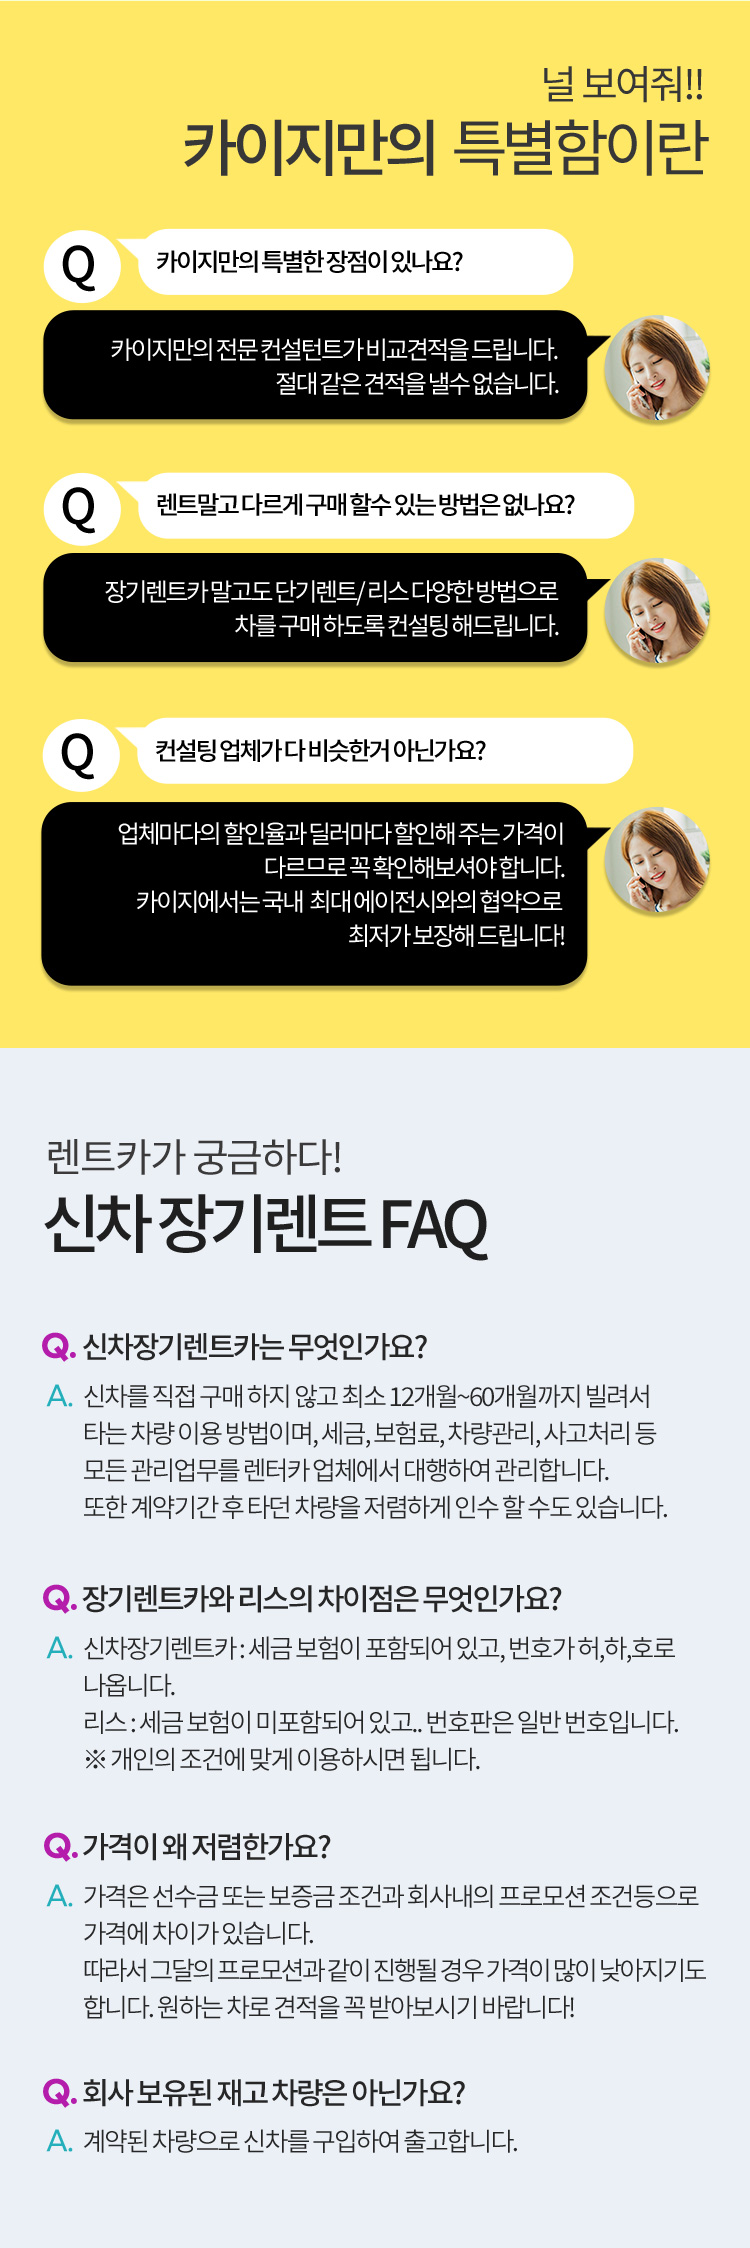 널 보여줘!!
카이지만의 특별함이란
Q
카이지만의 특별한 장점이 있나요?
카이지만의 전문 컨설턴트가 비교견적을 드립니다.
절대 같은 견적을 낼수 없습니다.
Q
렌트말고 다르게 구매 할수 있는 방법은 없나요?
장기렌트카 말고도 단기렌트/ 리스 다양한 방법으로
차를 구매 하도록 컨설팅 해드립니다.
Q
컨설팅 업체가 다 비슷한거 아닌가요?
업체마다의 할인율과 딜러마다 할인해 주는 가격이
다르므로 꼭 확인해보셔야 합니다.
카이지에서는 국내 최대 에이전시와의 협약으로
최저가 보장해 드립니다!
렌트카가 궁금하다!
신차 장기렌트 FAQ
Q. 신차장기렌트카는 무엇인가요?
A. 신차를 직접 구매 하지 않고 최소 12개월~60개월까지 빌려서
타는 차량 이용 방법이며, 세금, 보험료, 차량관리, 사고처리 등
모든 관리업무를 렌터카 업체에서 대행하여 관리합니다.
또한 계약기간 후 타던 차량을 저렴하게 인수 할 수도 있습니다.
Q. 장기렌트카와 리스의 차이점은 무엇인가요?
A. 신차장기렌트카 : 세금 보험이 포함되어 있고, 번호가 허,하,호로
나옵니다.
리스 : 세금 보험이 미포함되어 있고.. 번호판은 일반 번호입니다.
※ 개인의 조건에 맞게 이용하시면 됩니다.
Q. 가격이 왜 저렴한가요?
A. 가격은 선수금 또는 보증금 조건과 회사내의 프로모션 조건등으로
가격에 차이가 있습니다.
따라서 그달의 프로모션과 같이 진행될 경우 가격이 많이 낮아지기도
합니다. 원하는 차로 견적을 꼭 받아보시기 바랍니다!
Q. 회사 보유된 재고 차량은 아닌가요?
A. 계약된 차량으로 신차를 구입하여 출고합니다.